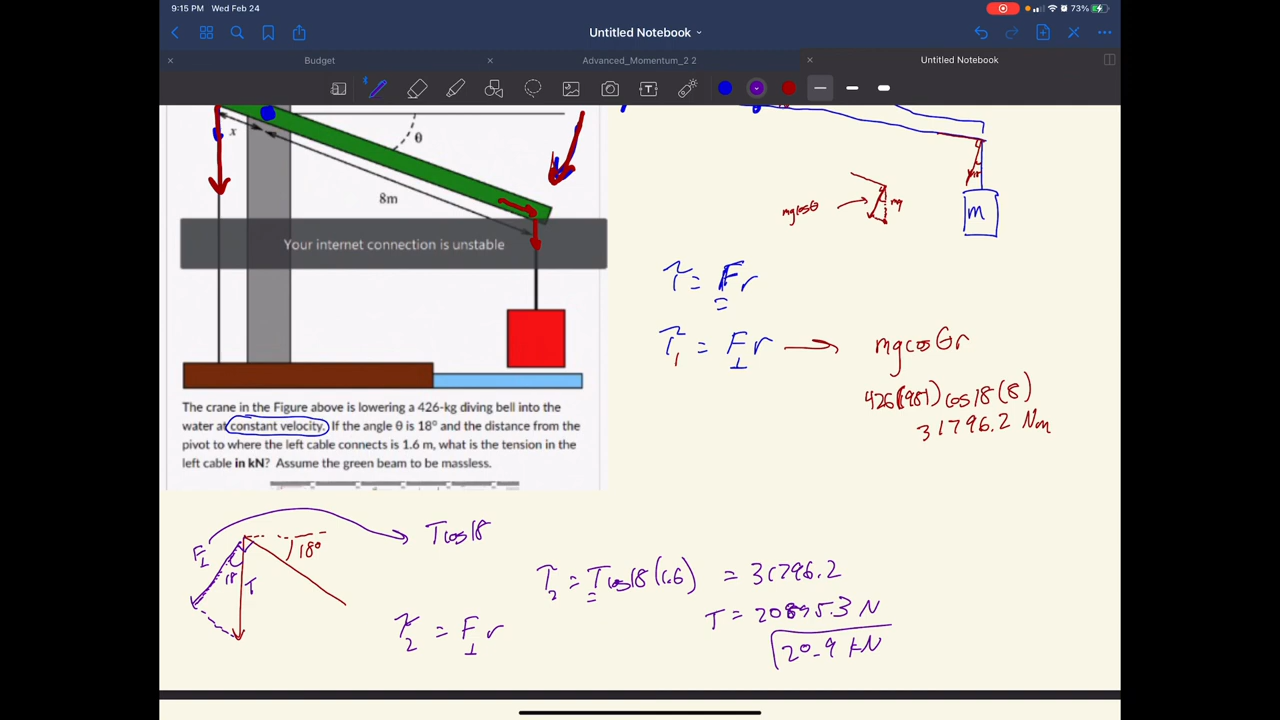 9:15 PM Wed Feb 24
73%
Untitled Notebook
Budget
Advanced_Momentum_2 2
Untitled Notebook
x
θ
8m
Your internet connection is unstable
The crane in the Figure above is lowering a 426-kg diving bell into the
water at constant velocity. If the angle θ is 18° and the distance from the
pivot to where the left cable connects is 1.6 m, what is the tension in the
left cable in kN? Assume the green beam to be massless.
m
mgcosθ
mg
τ = Fr
τ1 = F⊥r → mgcosθr
426(981)cos18(8)
31796.2 Nm
F⊥
18
T
18°
Tcos18
τ2 = F⊥r
τ2 = Tcos18(1.6) = 31796.2
T = 20895.3 N
20.9 kN